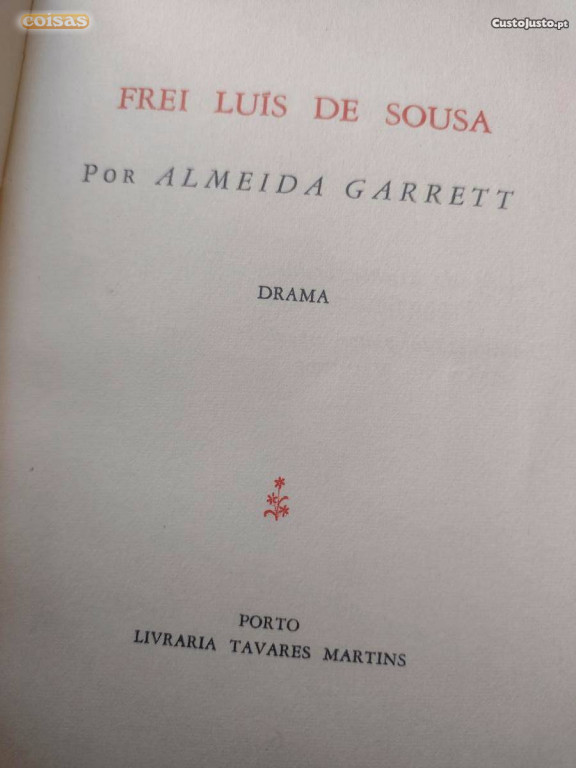 coisas
CustoJusto.pt
FREI LUÍS DE SOUSA
POR ALMEIDA GARRETT
DRAMA
PORTO
LIVRARIA TAVARES MARTINS